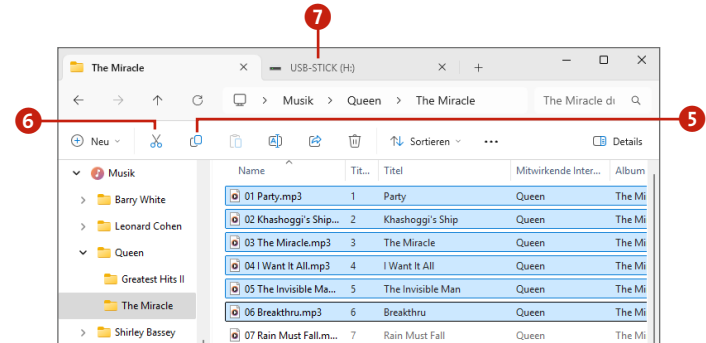 7
The Miracle USB-STICK (H:)
Musik > Queen > The Miracle The Miracle du
6
5
Neu Sortieren Details
Musik
Barry White
Leonard Cohen
Queen
Greatest Hits II
The Miracle
Shirley Bassey
Name Tit... Titel Mitwirkende Inter... Album
01 Party.mp3 1 Party Queen The Mi
02 Khashoggi's Ship... 2 Khashoggi's Ship Queen The Mi
03 The Miracle.mp3 3 The Miracle Queen The Mi
04 I Want It All.mp3 4 I Want It All Queen The Mi
05 The Invisible Ma... 5 The Invisible Man Queen The Mi
06 Breakthru.mp3 6 Breakthru Queen The Mi
07 Rain Must Fall.m... 7 Rain Must Fall Queen The Mi